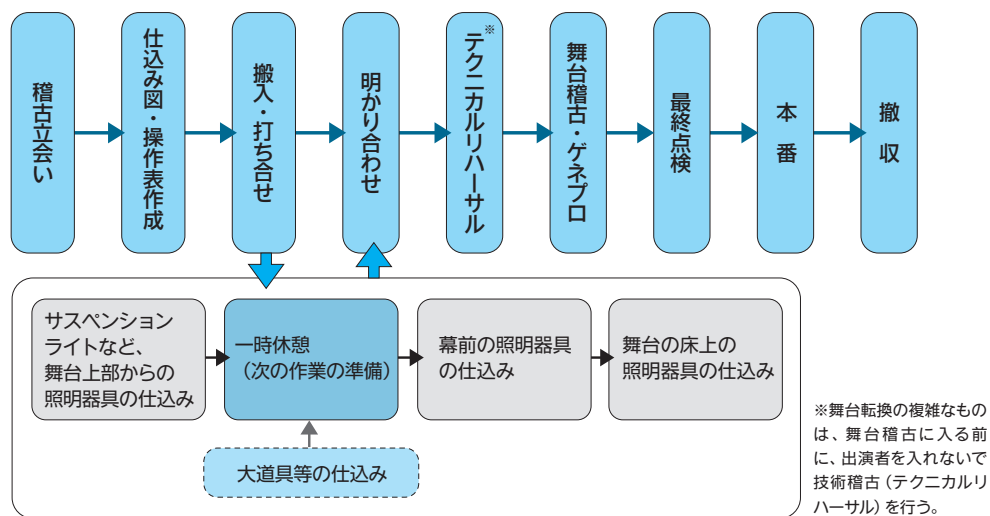 稽古立会い
仕込み図・操作表作成
搬入・打ち合せ
明かり合わせ
テクニカルリハーサル※
舞台稽古・ゲネプロ
最終点検
本番
撤収
サスペンション
ライトなど、
舞台上部からの
照明器具の仕込み
一時休憩
（次の作業の準備）
幕前の照明器具
の仕込み
舞台の床上の
照明器具の仕込み
大道具等の仕込み
※舞台転換の複雑なもの
は、舞台稽古に入る前
に、出演者を入れないで
技術稽古（テクニカルリ
ハーサル）を行う。